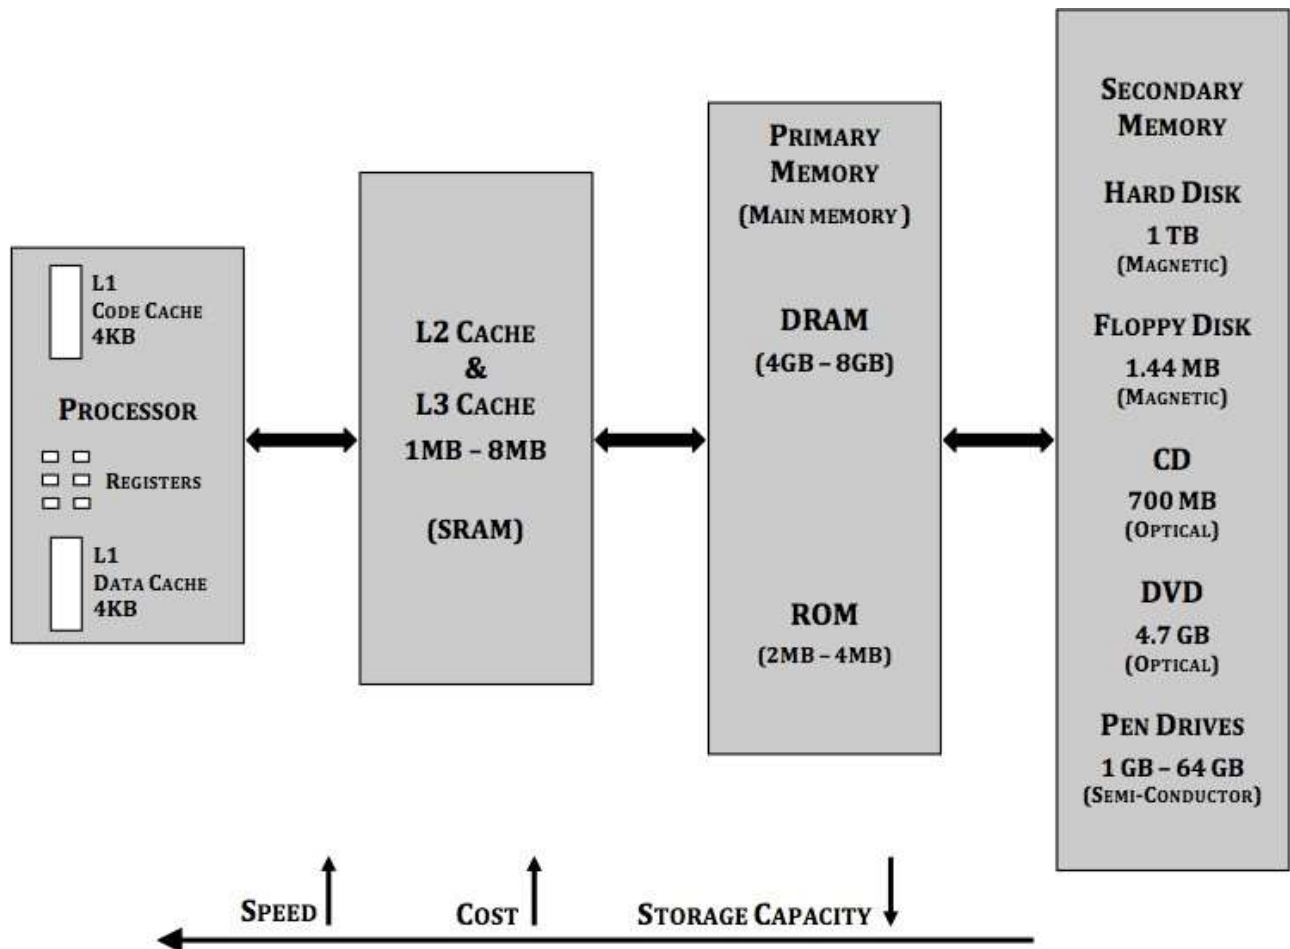 L1
CODE CACHE
4KB
PROCESSOR
REGISTERS
L1
DATA CACHE
4KB
L2 CACHE
&
L3 CACHE
1MB – 8MB
(SRAM)
PRIMARY
MEMORY
(MAIN MEMORY )
DRAM
(4GB – 8GB)
ROM
(2MB – 4MB)
SECONDARY
MEMORY
HARD DISK
1 TB
(MAGNETIC)
FLOPPY DISK
1.44 MB
(MAGNETIC)
CD
700 MB
(OPTICAL)
DVD
4.7 GB
(OPTICAL)
PEN DRIVES
1 GB – 64 GB
(SEMI-CONDUCTOR)
SPEED
COST
STORAGE CAPACITY